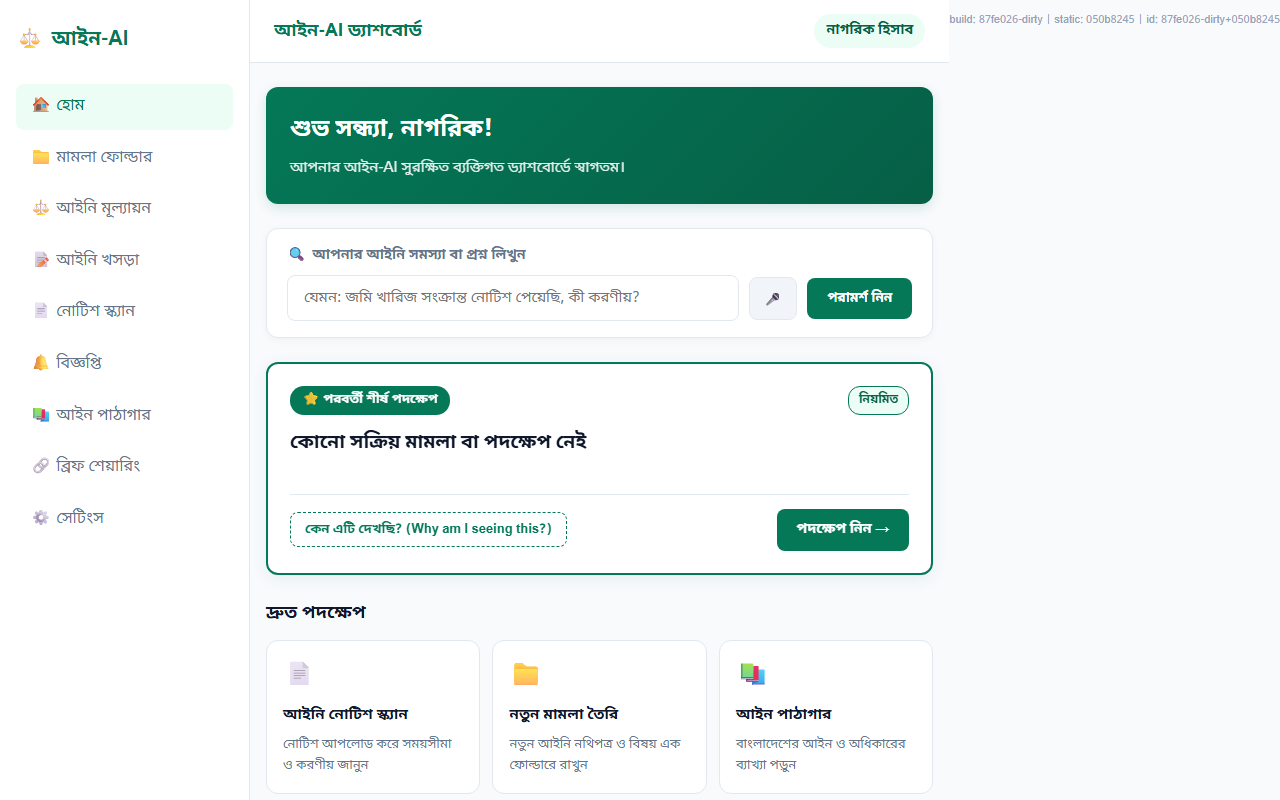 আইন-AI
হোম
মামলা ফোল্ডার
আইনি মূল্যায়ন
আইনি খসড়া
নোটিশ স্ক্যান
বিজ্ঞপ্তি
আইন পাঠাগার
ব্রিফ শেয়ারিং
সেটিংস
আইন-AI ড্যাশবোর্ড
নাগরিক হিসাব
build: 87fe026-dirty | static: 050b8245 | id: 87fe026-dirty+050b8245
শুভ সন্ধ্যা, নাগরিক!
আপনার আইন-AI সুরক্ষিত ব্যক্তিগত ড্যাশবোর্ডে স্বাগতম।
আপনার আইনি সমস্যা বা প্রশ্ন লিখুন
যেমন: জমি খারিজ সংক্রান্ত নোটিশ পেয়েছি, কী করণীয়?
পরামর্শ নিন
পরবর্তী শীর্ষ পদক্ষেপ
নিয়মিত
কোনো সক্রিয় মামলা বা পদক্ষেপ নেই
কেন এটি দেখছি? (Why am I seeing this?)
পদক্ষেপ নিন →
দ্রুত পদক্ষেপ
আইনি নোটিশ স্ক্যান
নোটিশ আপলোড করে সময়সীমা
ও করণীয় জানুন
নতুন মামলা তৈরি
নতুন আইনি নথিপত্র ও বিষয় এক
ফোল্ডারে রাখুন
আইন পাঠাগার
বাংলাদেশের আইন ও অধিকারের
ব্যাখ্যা পড়ুন